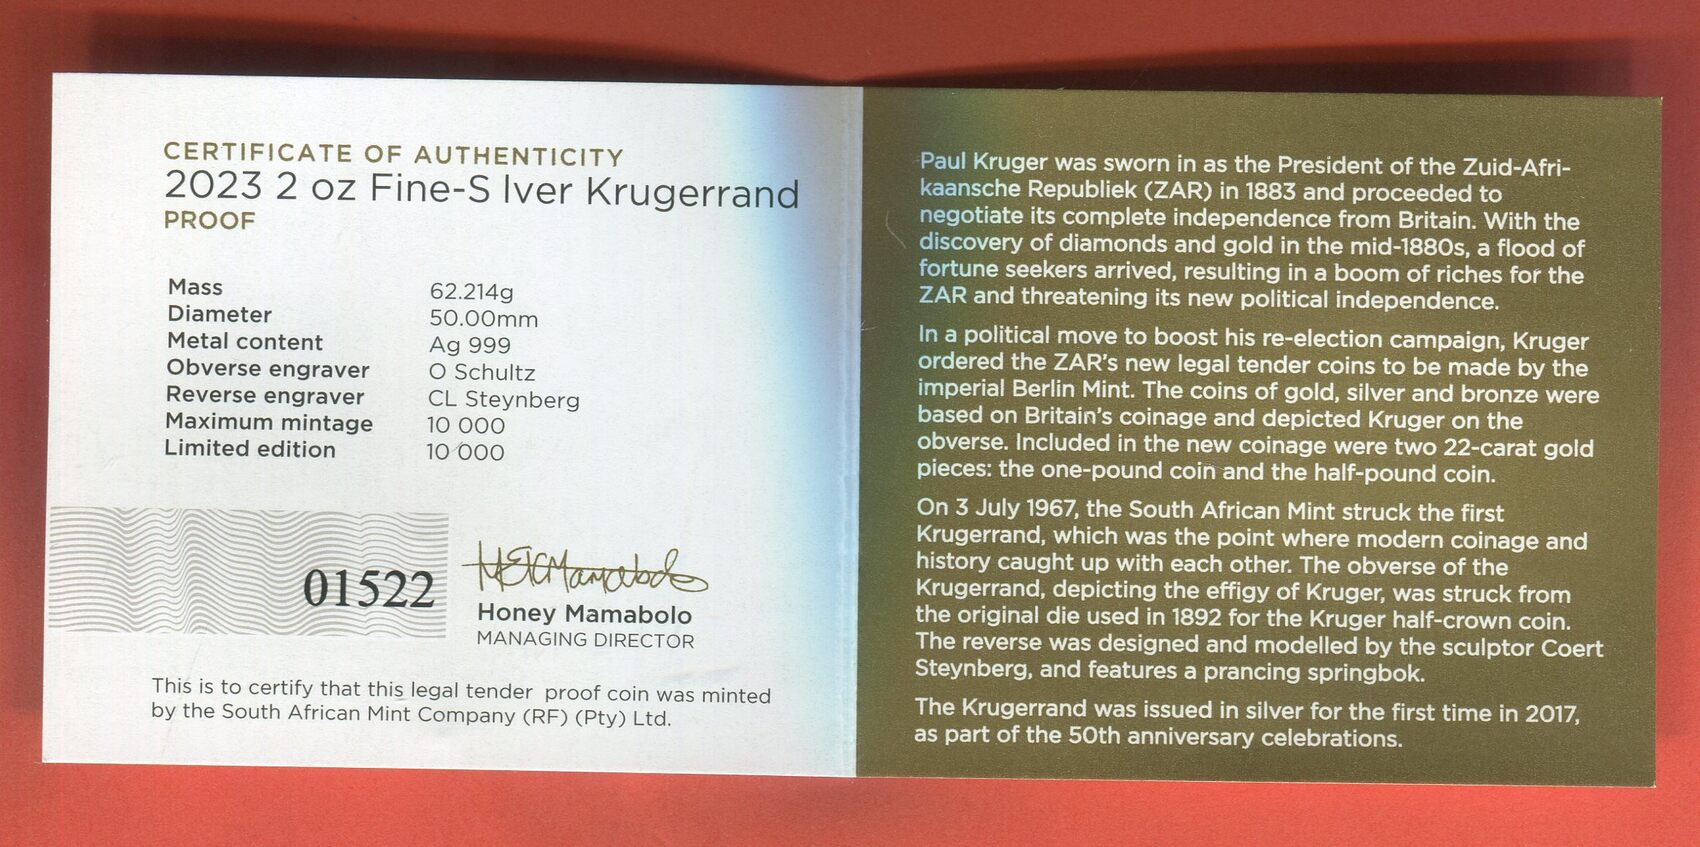 CERTIFICATE OF AUTHENTICITY
2023 2 oz Fine-S lver Krugerrand
PROOF
Mass 62.214g
Diameter 50.00mm
Metal content Ag 999
Obverse engraver O Schultz
Reverse engraver CL Steynberg
Maximum mintage 10 000
Limited edition 10 000
01522
HEKMamabolo
Honey Mamabolo
MANAGING DIRECTOR
This is to certify that this legal tender proof coin was minted
by the South African Mint Company (RF) (Pty) Ltd.
Paul Kruger was sworn in as the President of the Zuid-Afri-
kaansche Republiek (ZAR) in 1883 and proceeded to
negotiate its complete independence from Britain. With the
discovery of diamonds and gold in the mid-1880s, a flood of
fortune seekers arrived, resulting in a boom of riches for the
ZAR and threatening its new political independence.
In a political move to boost his re-election campaign, Kruger
ordered the ZAR's new legal tender coins to be made by the
imperial Berlin Mint. The coins of gold, silver and bronze were
based on Britain's coinage and depicted Kruger on the
obverse. Included in the new coinage were two 22-carat gold
pieces: the one-pound coin and the half-pound coin.
On 3 July 1967, the South African Mint struck the first
Krugerrand, which was the point where modern coinage and
history caught up with each other. The obverse of the
Krugerrand, depicting the effigy of Kruger, was struck from
the original die used in 1892 for the Kruger half-crown coin.
The reverse was designed and modelled by the sculptor Coert
Steynberg, and features a prancing springbok.
The Krugerrand was issued in silver for the first time in 2017,
as part of the 50th anniversary celebrations.